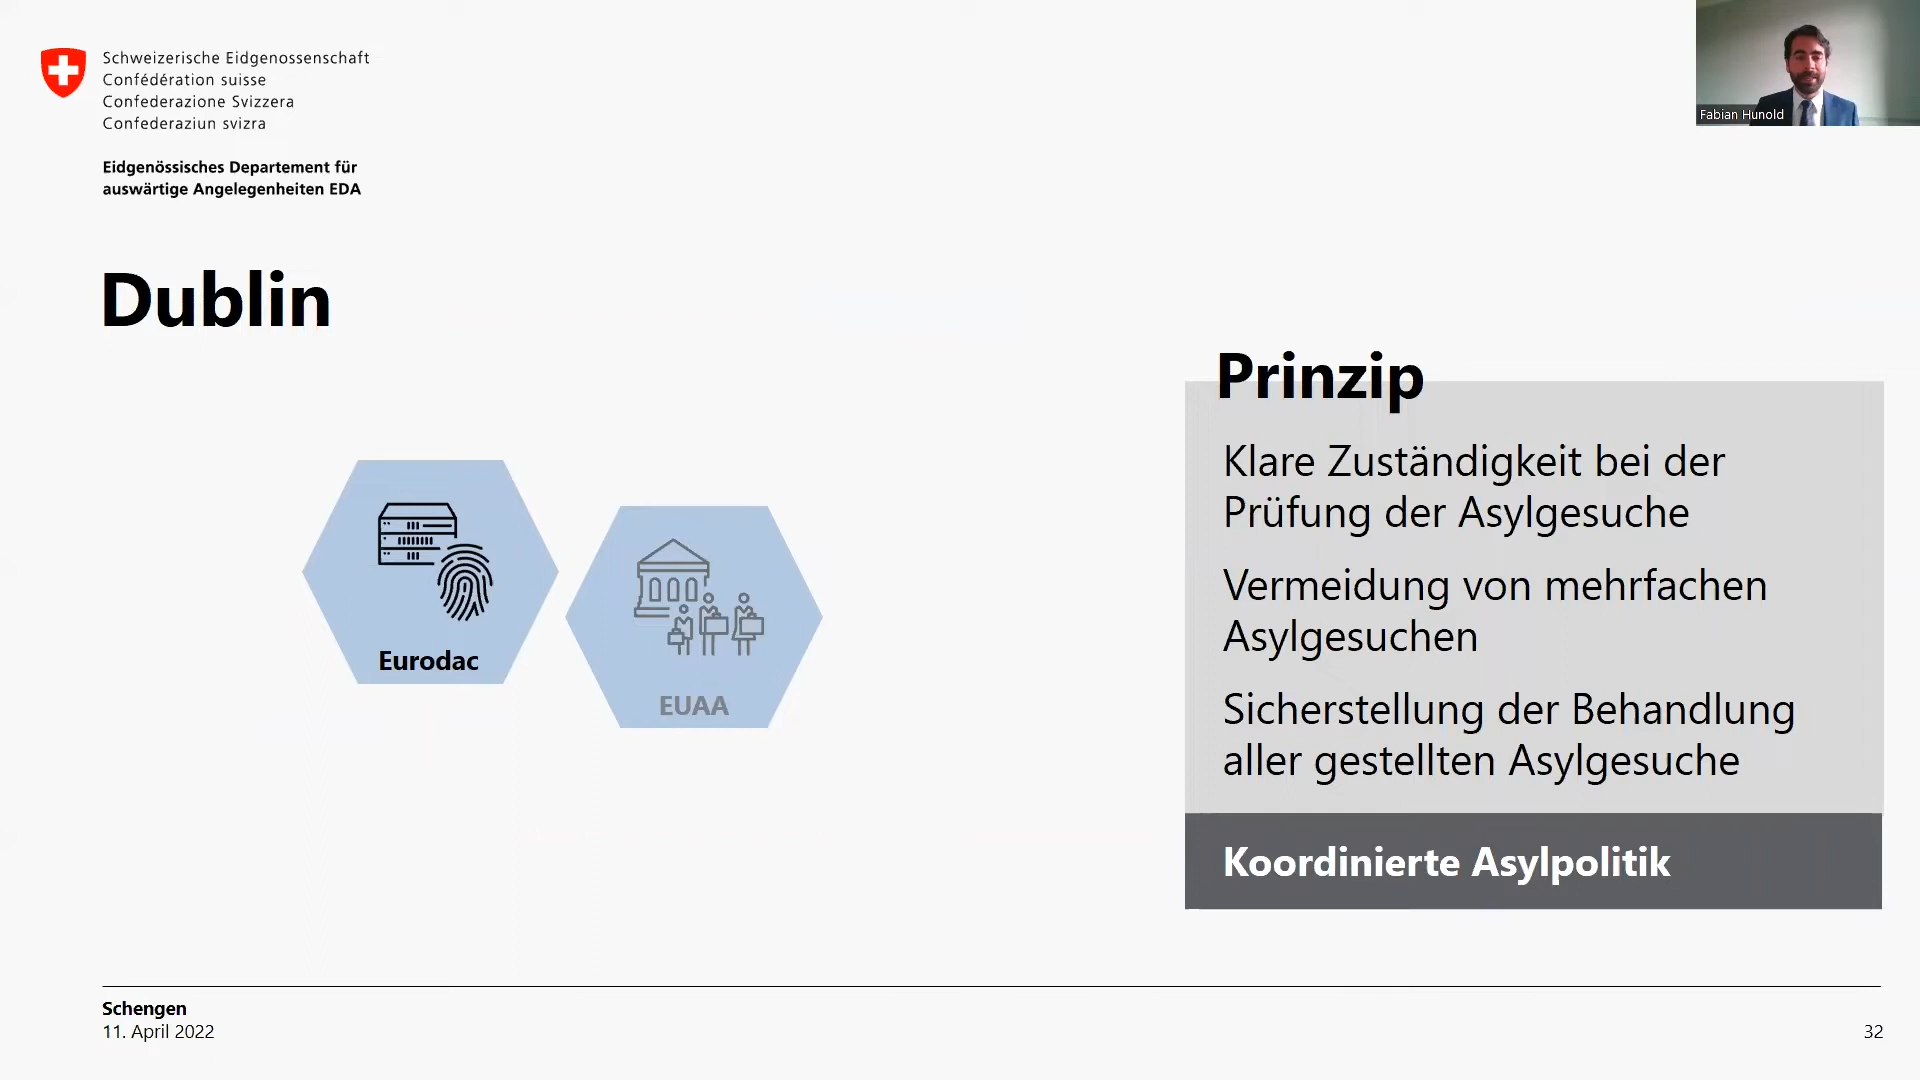 Schweizerische Eidgenossenschaft
Confédération suisse
Confederazione Svizzera
Confederaziun svizra
Eidgenössisches Departement für
auswärtige Angelegenheiten EDA
Fabian Hunold
Dublin
Eurodac
EUAA
Prinzip
Klare Zuständigkeit bei der
Prüfung der Asylgesuche
Vermeidung von mehrfachen
Asylgesuchen
Sicherstellung der Behandlung
aller gestellten Asylgesuche
Koordinierte Asylpolitik
Schengen
11. April 2022
32